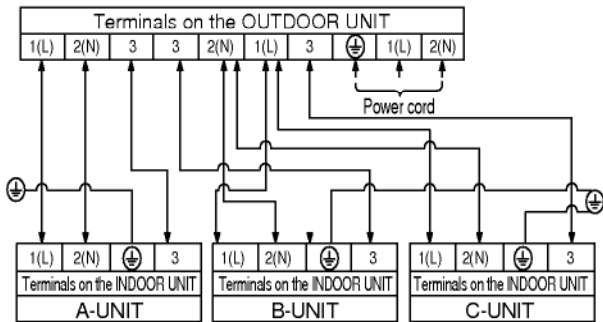 Terminals on the OUTDOOR UNIT
1(L) 2(N) 3 3 2(N) 1(L) 3 1(L) 2(N)
Power cord
1(L) 2(N) 3 1(L) 2(N) 3 1(L) 2(N) 3
Terminals on the INDOOR UNIT Terminals on the INDOOR UNIT Terminals on the INDOOR UNIT
A-UNIT B-UNIT C-UNIT